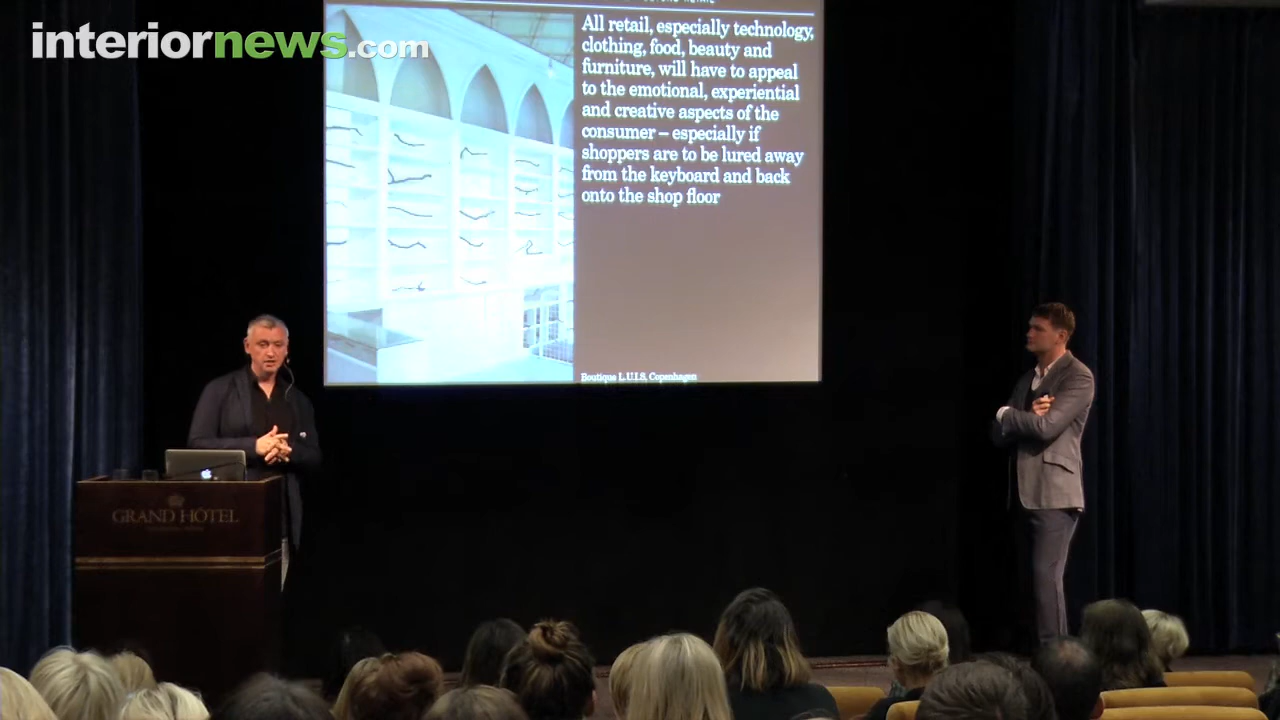 interiornews.com
All retail, especially technology,
clothing, food, beauty and
furniture, will have to appeal
to the emotional, experiential
and creative aspects of the
consumer – especially if
shoppers are to be lured away
from the keyboard and back
onto the shop floor
Boutique L.U.I.S, Copenhagen
GRAND HÔTEL